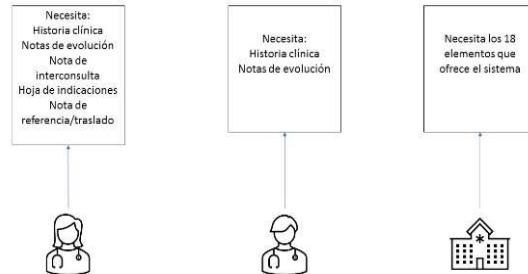 Necesita:
Historia clínica
Notas de evolución
Nota de
interconsulta
Hoja de indicaciones
Nota de
referencia/traslado
Necesita:
Historia clínica
Notas de evolución
Necesita los 18
elementos que
ofrece el sistema